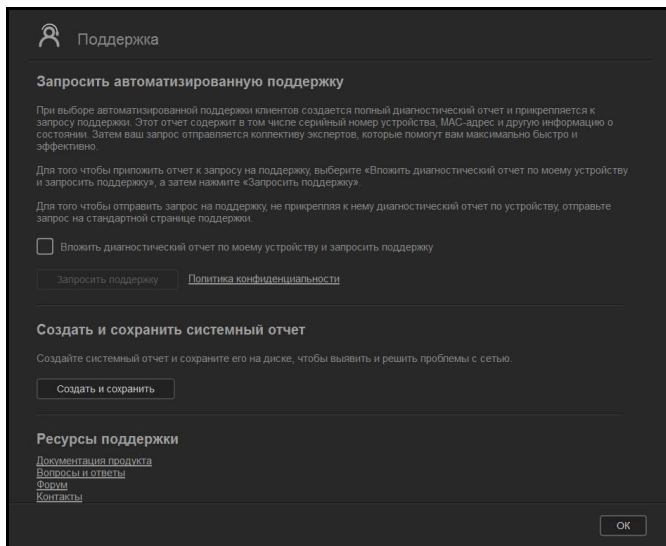 Поддержка
Запросить автоматизированную поддержку
При выборе автоматизированной поддержки клиентов создается полный диагностический отчет и прикрепляется к
запросу поддержки. Этот отчет содержит в том числе серийный номер устройства, MAC-адрес и другую информацию о
состоянии. Затем ваш запрос отправляется коллективу экспертов, которые помогут вам максимально быстро и
эффективно.
Для того чтобы приложить отчет к запросу на поддержку, выберите «Вложить диагностический отчет по моему устройству
и запросить поддержку», а затем нажмите «Запросить поддержку».
Для того чтобы отправить запрос на поддержку, не прикрепляя к нему диагностический отчет по устройству, отправьте
запрос на стандартной странице поддержки.
Вложить диагностический отчет по моему устройству и запросить поддержку
Запросить поддержку Политика конфиденциальности
Создать и сохранить системный отчет
Создайте системный отчет и сохраните его на диске, чтобы выявить и решить проблемы с сетью.
Создать и сохранить
Ресурсы поддержки
Документация продукта
Вопросы и ответы
Форум
Контакты
ОК